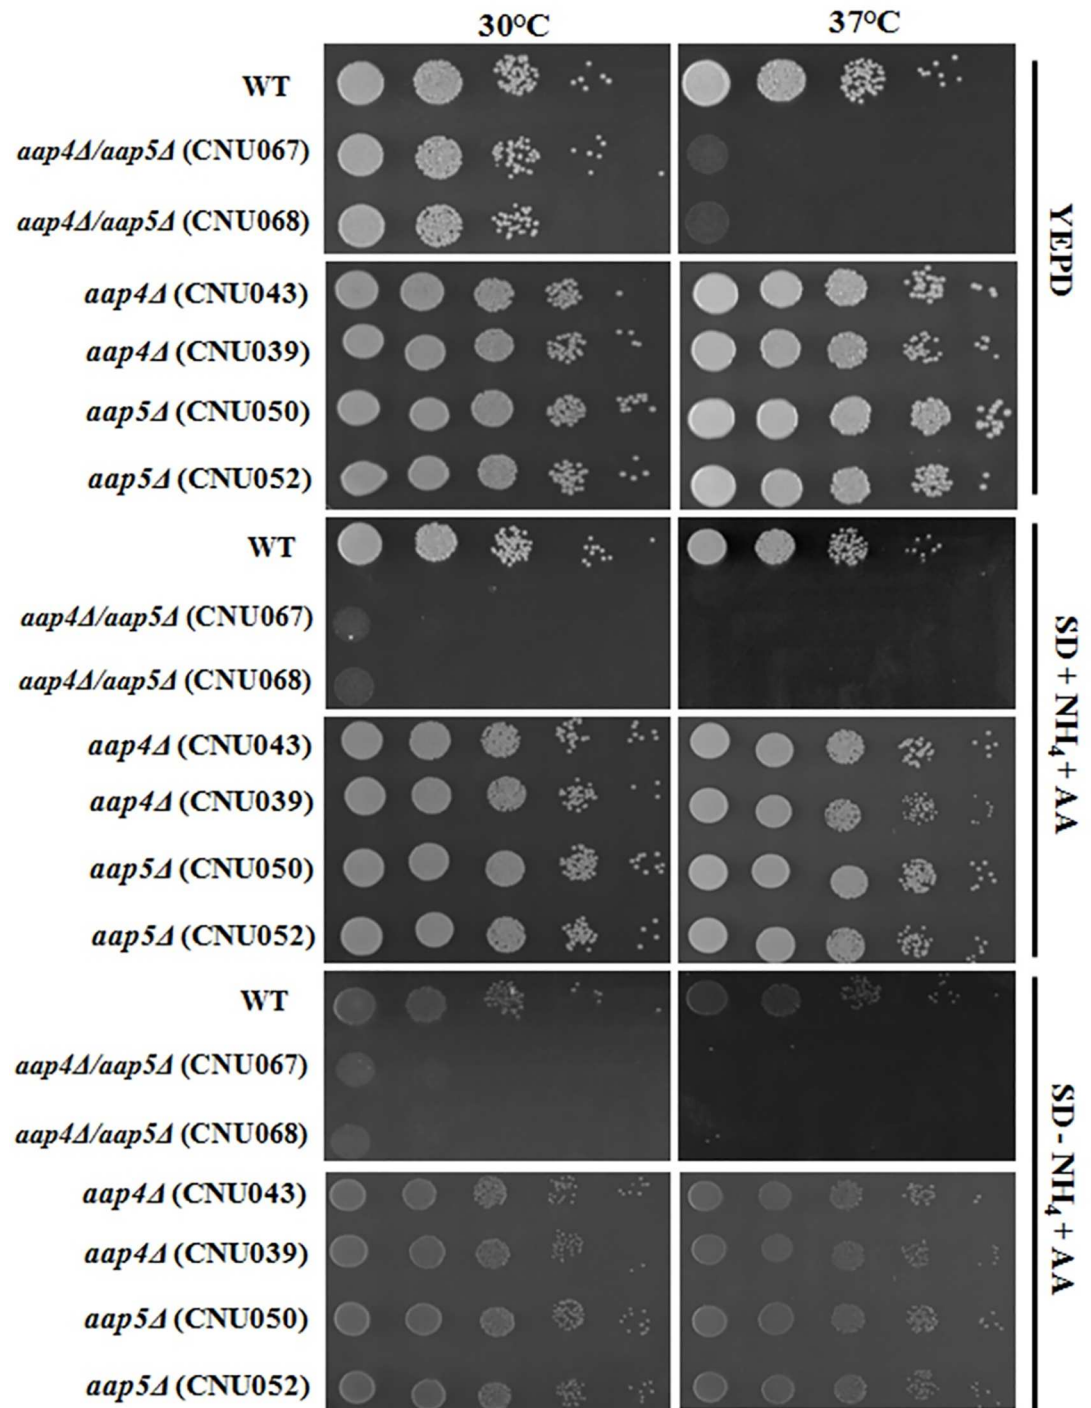 30°C 37°C
WT
aap4Δ/aap5Δ (CNU067)
aap4Δ/aap5Δ (CNU068)
aap4Δ (CNU043)
aap4Δ (CNU039)
aap5Δ (CNU050)
aap5Δ (CNU052)
YEPD
WT
aap4Δ/aap5Δ (CNU067)
aap4Δ/aap5Δ (CNU068)
aap4Δ (CNU043)
aap4Δ (CNU039)
aap5Δ (CNU050)
aap5Δ (CNU052)
SD + NH₄ + AA
WT
aap4Δ/aap5Δ (CNU067)
aap4Δ/aap5Δ (CNU068)
aap4Δ (CNU043)
aap4Δ (CNU039)
aap5Δ (CNU050)
aap5Δ (CNU052)
SD - NH₄ + AA